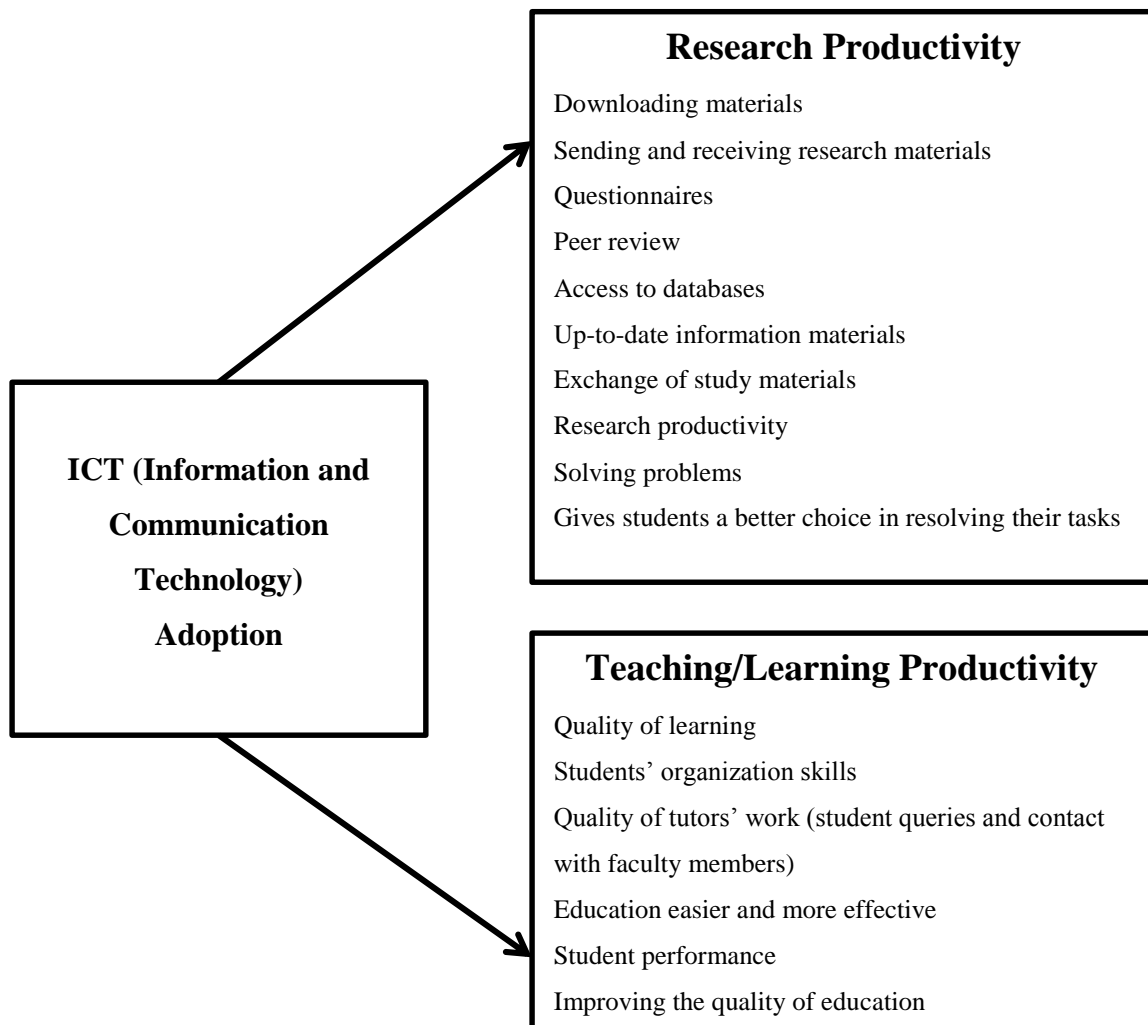 Research Productivity
Downloading materials
Sending and receiving research materials
Questionnaires
Peer review
Access to databases
Up-to-date information materials
Exchange of study materials
Research productivity
Solving problems
Gives students a better choice in resolving their tasks
ICT (Information and
Communication
Technology)
Adoption
Teaching/Learning Productivity
Quality of learning
Students’ organization skills
Quality of tutors’ work (student queries and contact
with faculty members)
Education easier and more effective
Student performance
Improving the quality of education